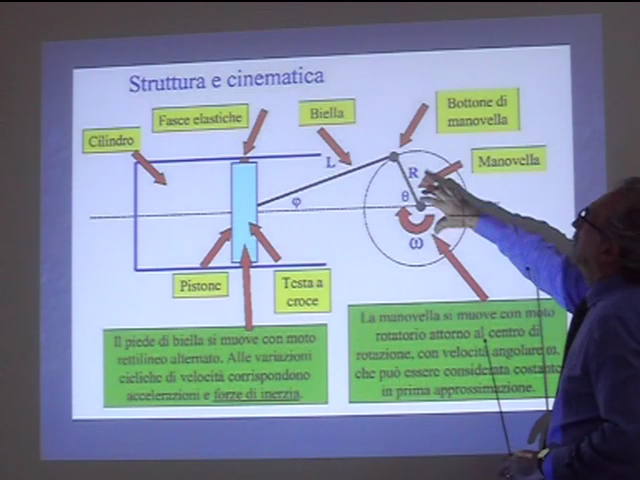 Struttura e cinematica
Bottone di
manovella
Fasce elastiche
Biella
Cilindro
Manovella
L
R
θ
φ
ω
Pistone
Testa a
croce
Il piede di biella si muove con moto
rettilineo alternato. Alle variazioni
cicliche di velocità corrispondono
accelerazioni e forze di inerzia.
La manovella si muove con moto
rotatorio attorno al centro di
rotazione, con velocità angolare ω,
che può essere considerata costante
in prima approssimazione.